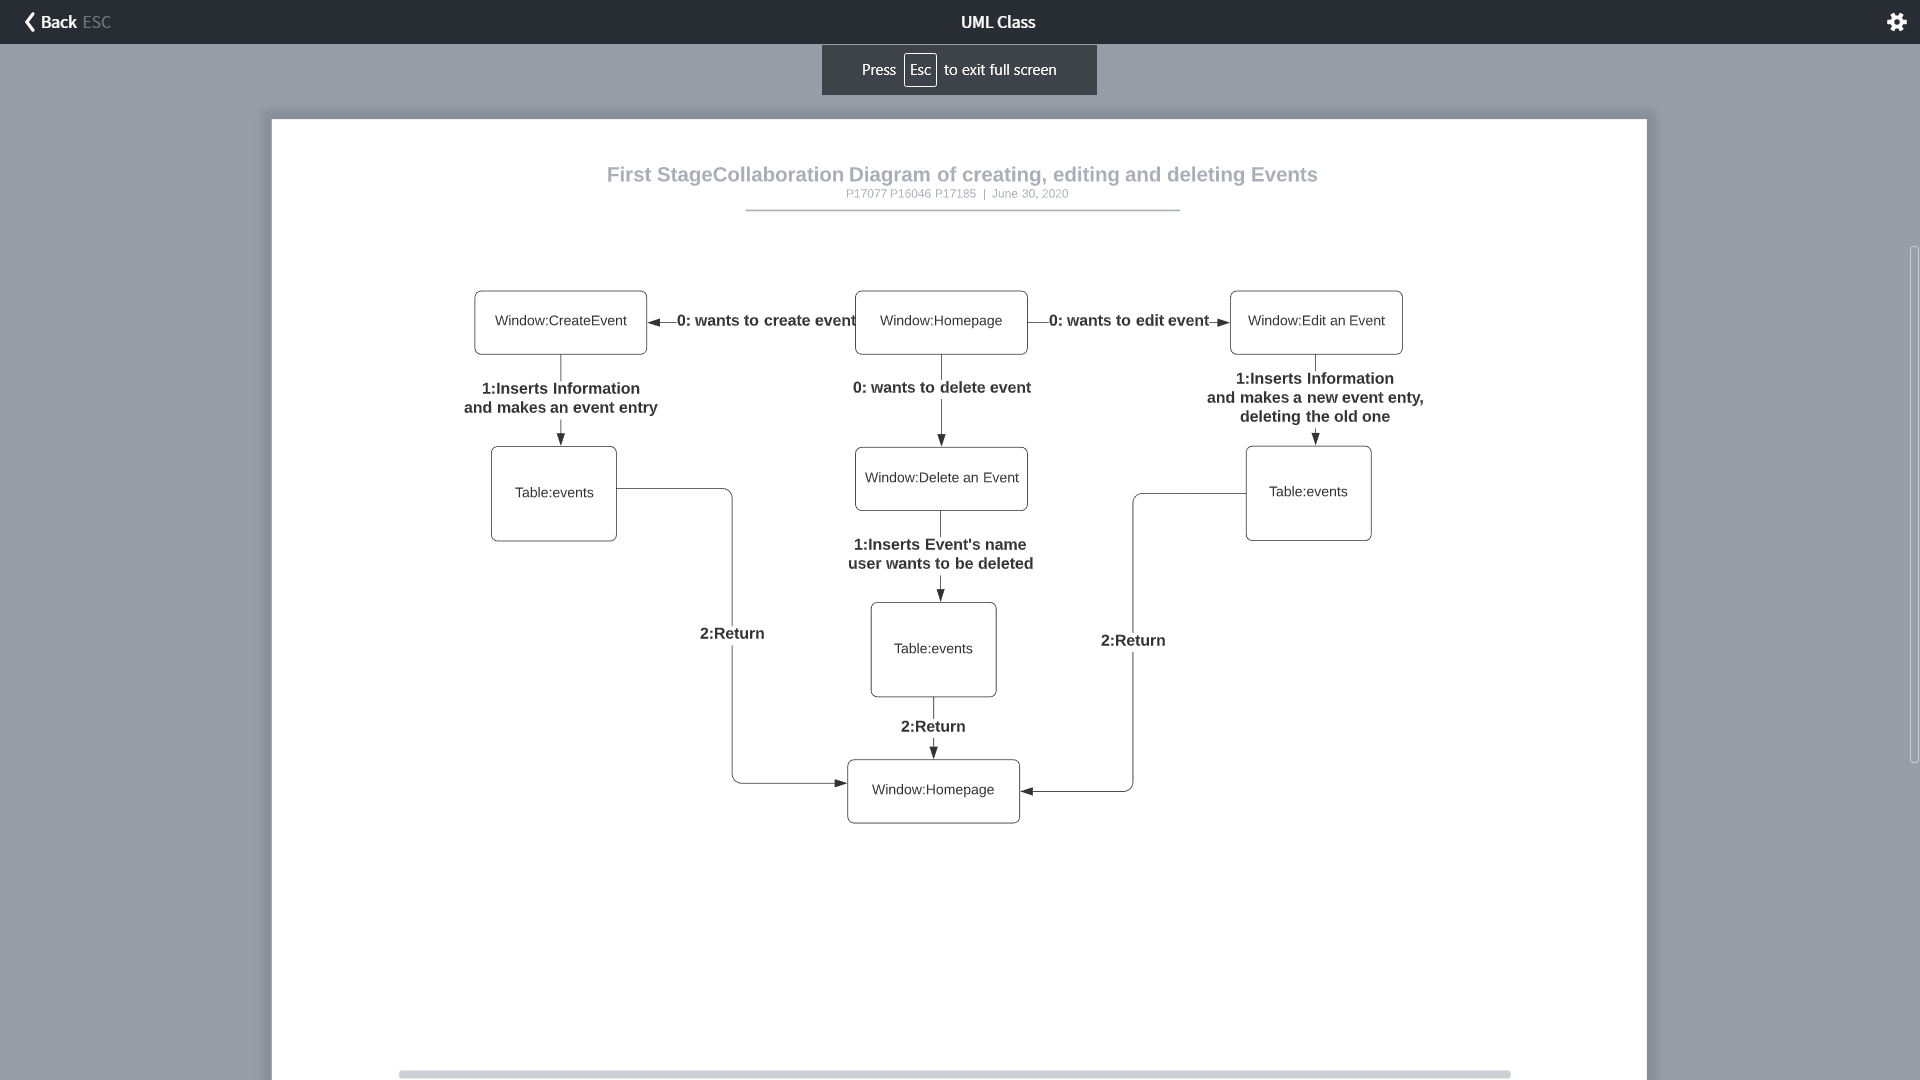 Back ESC
UML Class
Press Esc to exit full screen
First StageCollaboration Diagram of creating, editing and deleting Events
P17077 P16046 P17185 | June 30, 2020
Window:CreateEvent
0: wants to create event
Window:Homepage
0: wants to edit event
Window:Edit an Event
1:Inserts Information
and makes an event entry
0: wants to delete event
1:Inserts Information
and makes a new event enty,
deleting the old one
Table:events
Window:Delete an Event
Table:events
1:Inserts Event's name
user wants to be deleted
2:Return
Table:events
2:Return
2:Return
Window:Homepage